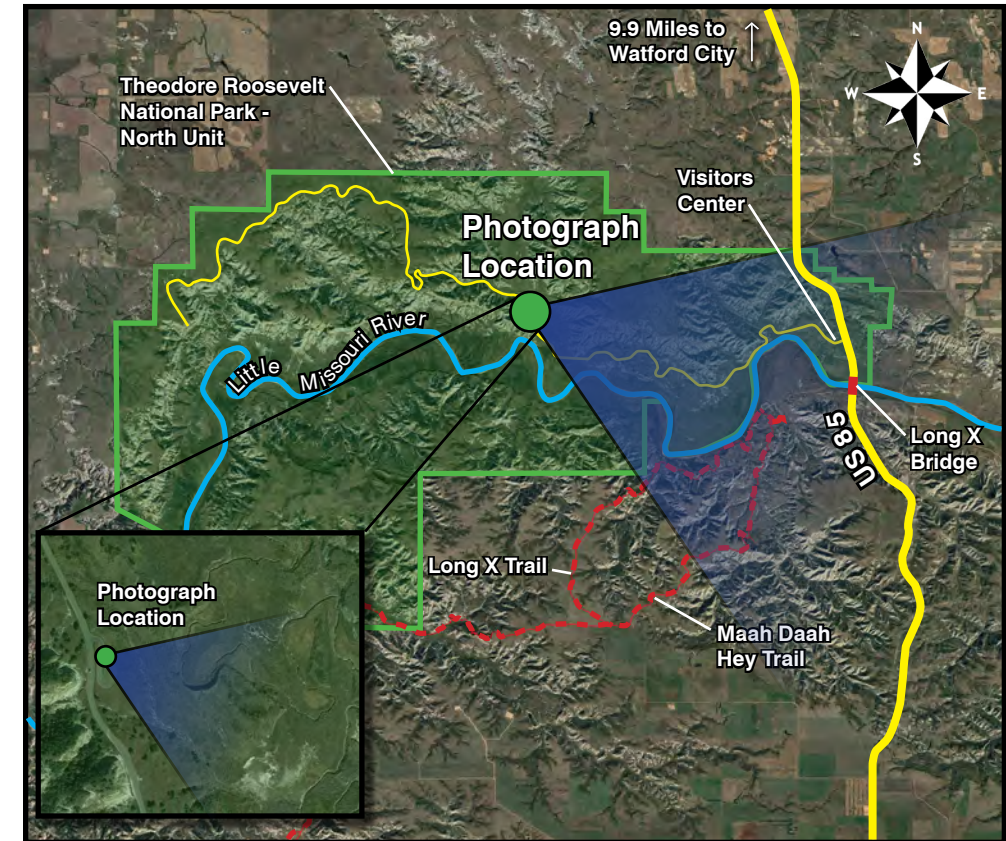 9.9 Miles to
Watford City
N
W
E
S
Theodore Roosevelt
National Park -
North Unit
Visitors
Center
Photograph
Location
Little Missouri River
US 85
Long X
Bridge
Long X Trail
Maah Daah
Hey Trail
Photograph
Location